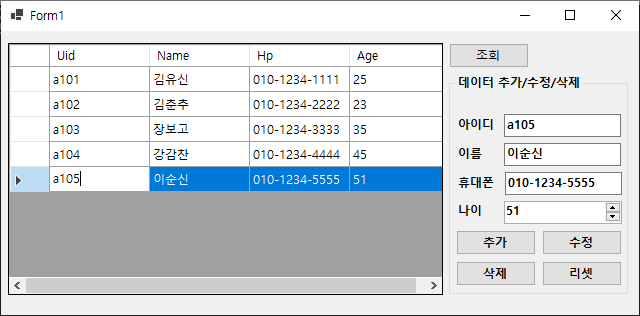 Form1
Uid Name Hp Age
a101 김유신 010-1234-1111 25
a102 김춘추 010-1234-2222 23
a103 장보고 010-1234-3333 35
a104 강감찬 010-1234-4444 45
a105 이순신 010-1234-5555 51
조회
데이터 추가/수정/삭제
아이디 a105
이름 이순신
휴대폰 010-1234-5555
나이 51
추가 수정
삭제 리셋